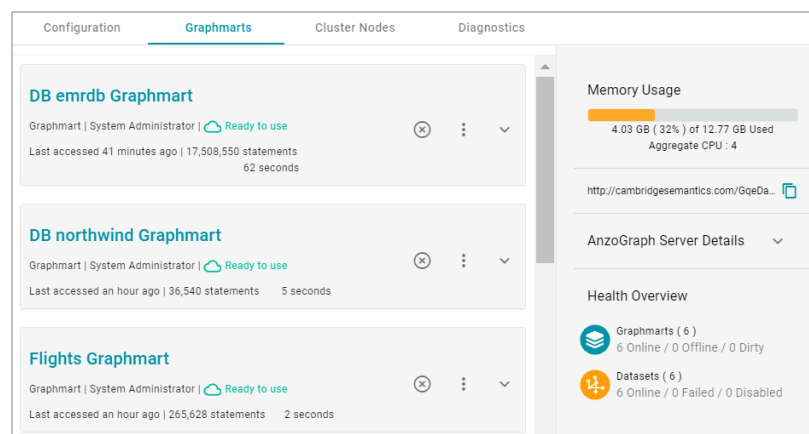 Configuration
Graphmarts
Cluster Nodes
Diagnostics
DB emrdb Graphmart
Graphmart | System Administrator | Ready to use
Last accessed 41 minutes ago | 17,508,550 statements
62 seconds
DB northwind Graphmart
Graphmart | System Administrator | Ready to use
Last accessed an hour ago | 36,540 statements 5 seconds
Flights Graphmart
Graphmart | System Administrator | Ready to use
Last accessed an hour ago | 265,628 statements 2 seconds
Memory Usage
4.03 GB ( 32% ) of 12.77 GB Used
Aggregate CPU : 4
http://cambridgesemantics.com/GqeDa...
AnzoGraph Server Details
Health Overview
Graphmarts ( 6 )
6 Online / 0 Offline / 0 Dirty
Datasets ( 6 )
6 Online / 0 Failed / 0 Disabled